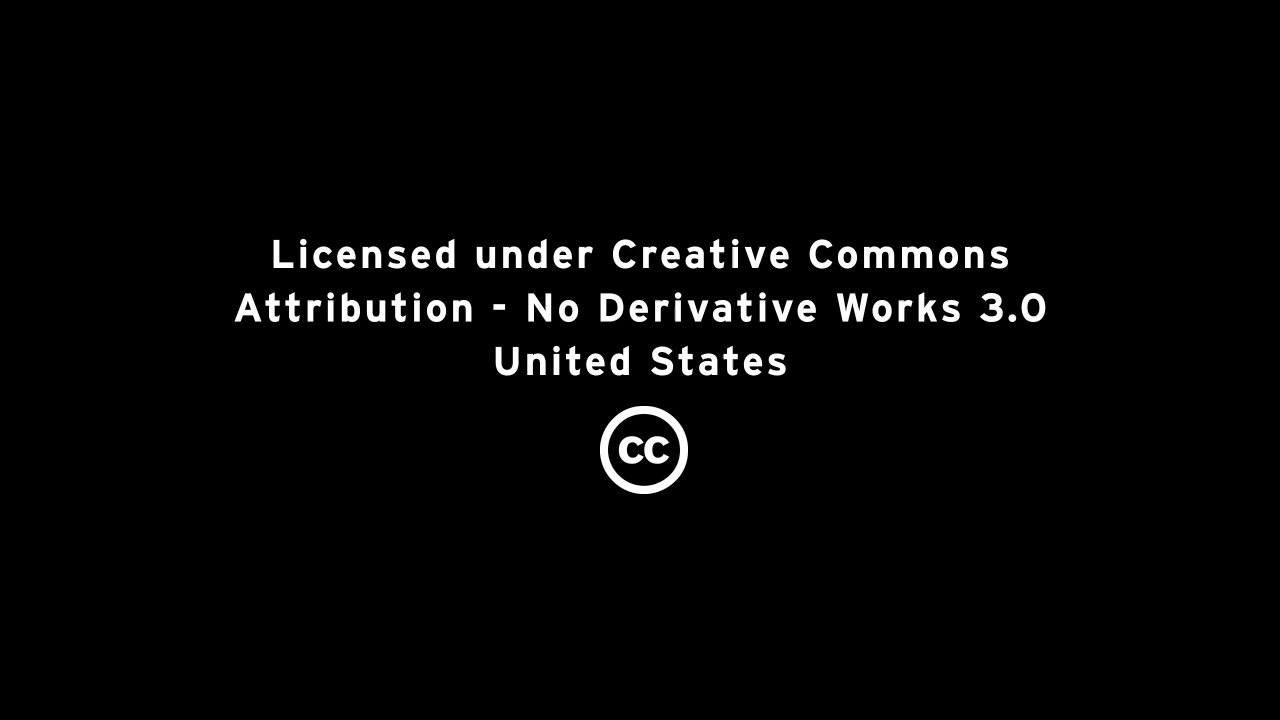 Licensed under Creative Commons
Attribution - No Derivative Works 3.0
United States
cc